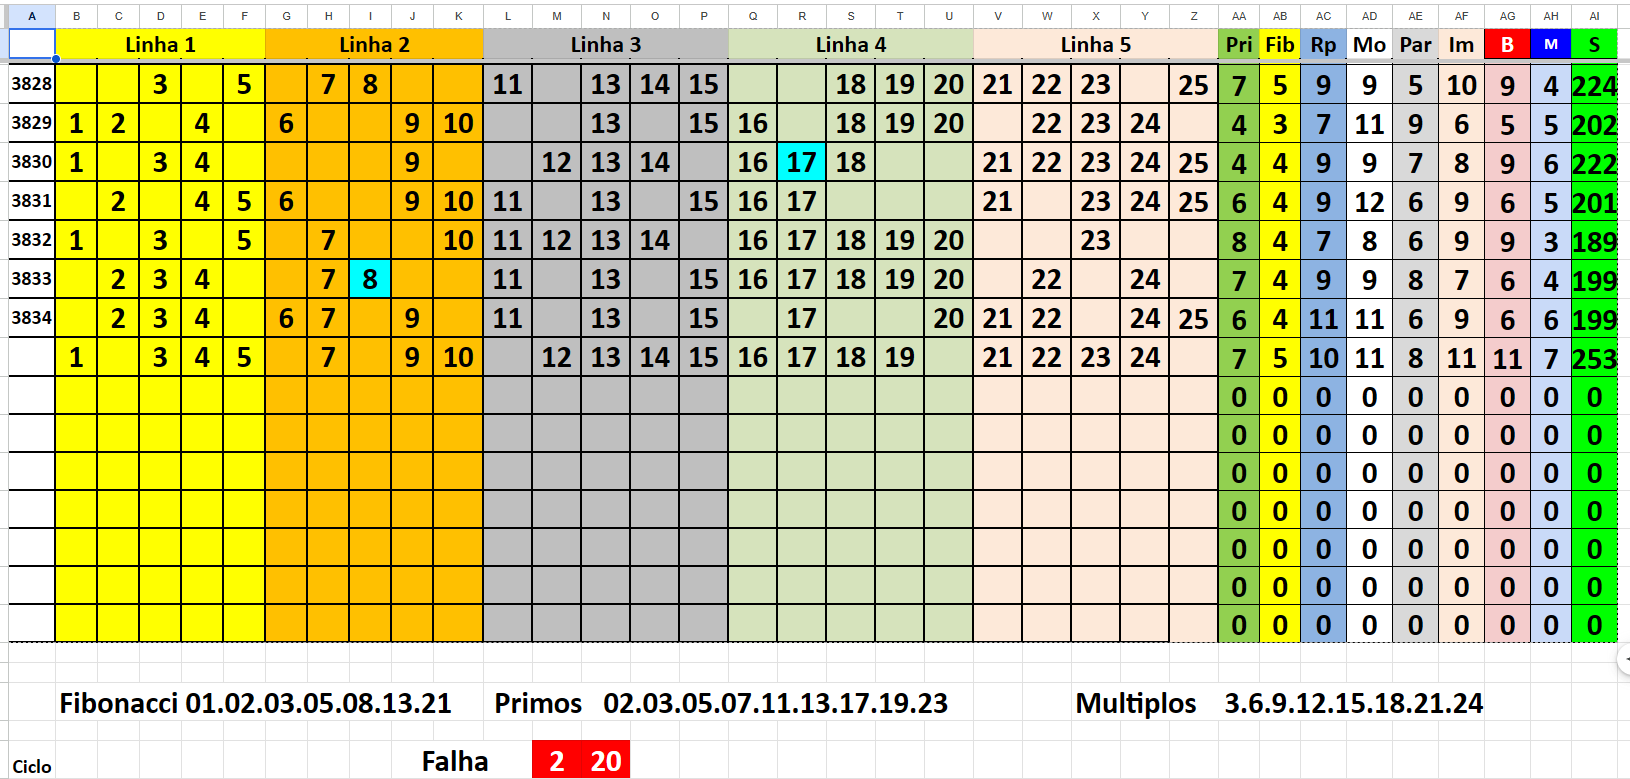 A B C D E F G H I J K L M N O P Q R S T U V W X Y Z AA AB AC AD AE AF AG AH AI
Linha 1 Linha 2 Linha 3 Linha 4 Linha 5 Pri Fib Rp Mo Par Im B M S
3828 3 5 7 8 11 13 14 15 18 19 20 21 22 23 25 7 5 9 9 5 10 9 4 224
3829 1 2 4 6 9 10 13 15 16 18 19 20 22 23 24 4 3 7 11 9 6 5 5 202
3830 1 3 4 9 12 13 14 16 17 18 21 22 23 24 25 4 4 9 9 7 8 9 6 222
3831 2 4 5 6 9 10 11 13 15 16 17 21 23 24 25 6 4 9 12 6 9 6 5 201
3832 1 3 5 7 10 11 12 13 14 16 17 18 19 20 23 8 4 7 8 6 9 9 3 189
3833 2 3 4 7 8 11 13 15 16 17 18 19 20 22 24 7 4 9 9 8 7 6 4 199
3834 2 3 4 6 7 9 11 13 15 17 20 21 22 24 25 6 4 11 11 6 9 6 6 199
1 3 4 5 7 9 10 12 13 14 15 16 17 18 19 21 22 23 24 7 5 10 11 8 11 11 7 253
0 0 0 0 0 0 0 0 0
0 0 0 0 0 0 0 0 0
0 0 0 0 0 0 0 0 0
0 0 0 0 0 0 0 0 0
0 0 0 0 0 0 0 0 0
0 0 0 0 0 0 0 0 0
0 0 0 0 0 0 0 0 0
Fibonacci 01.02.03.05.08.13.21 Primos 02.03.05.07.11.13.17.19.23 Multiplos 3.6.9.12.15.18.21.24
Ciclo Falha 2 20